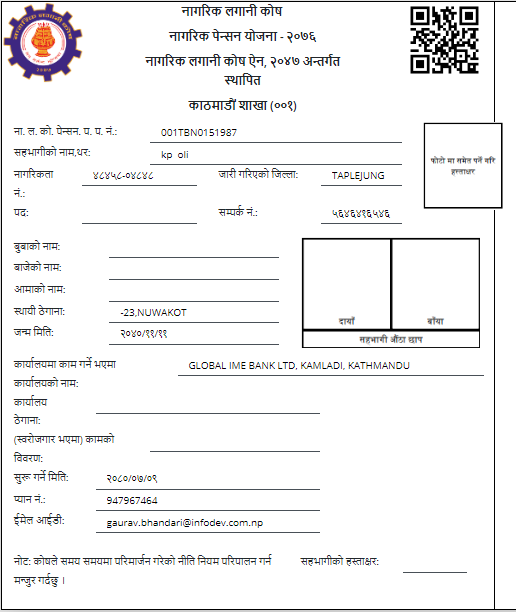 नागरिक लगानी कोष
नागरिक पेन्सन योजना - २०७६
नागरिक लगानी कोष ऐन, २०४७ अन्तर्गत
स्थापित
काठमाडौं शाखा (००१)
ना. ल. को. पेन्सन. प. प. नं.: 001TBN0151987
सहभागीको नाम,थर: kp oli
फोटो मा समेत पर्ने गरि
हस्ताक्षर
नागरिकता ४८४५८-०४८४८ जारी गरिएको जिल्ला: TAPLEJUNG
नं.:
पद: सम्पर्क नं.: ५६४६४१६५४६
बुबाको नाम:
बाजेको नाम:
आमाको नाम:
स्थायी ठेगाना: -23,NUWAKOT
दायाँ बाँया
जन्म मिति: २०४०/११/११
सहभागी औंठा छाप
कार्यालयमा काम गर्ने भएमा GLOBAL IME BANK LTD, KAMLADI, KATHMANDU
कार्यालयको नाम:
कार्यालय
ठेगाना:
(स्वरोजगार भएमा) कामको
विवरण:
सुरू गर्ने मिति: २०८०/०७/०९
प्यान नं.: 947967464
ईमेल आईडी: gaurav.bhandari@infodev.com.np
नोट: कोषले समय समयमा परिमार्जन गरेको नीति नियम परिपालन गर्न सहभागीको हस्ताक्षर:
मन्जुर गर्दछु ।